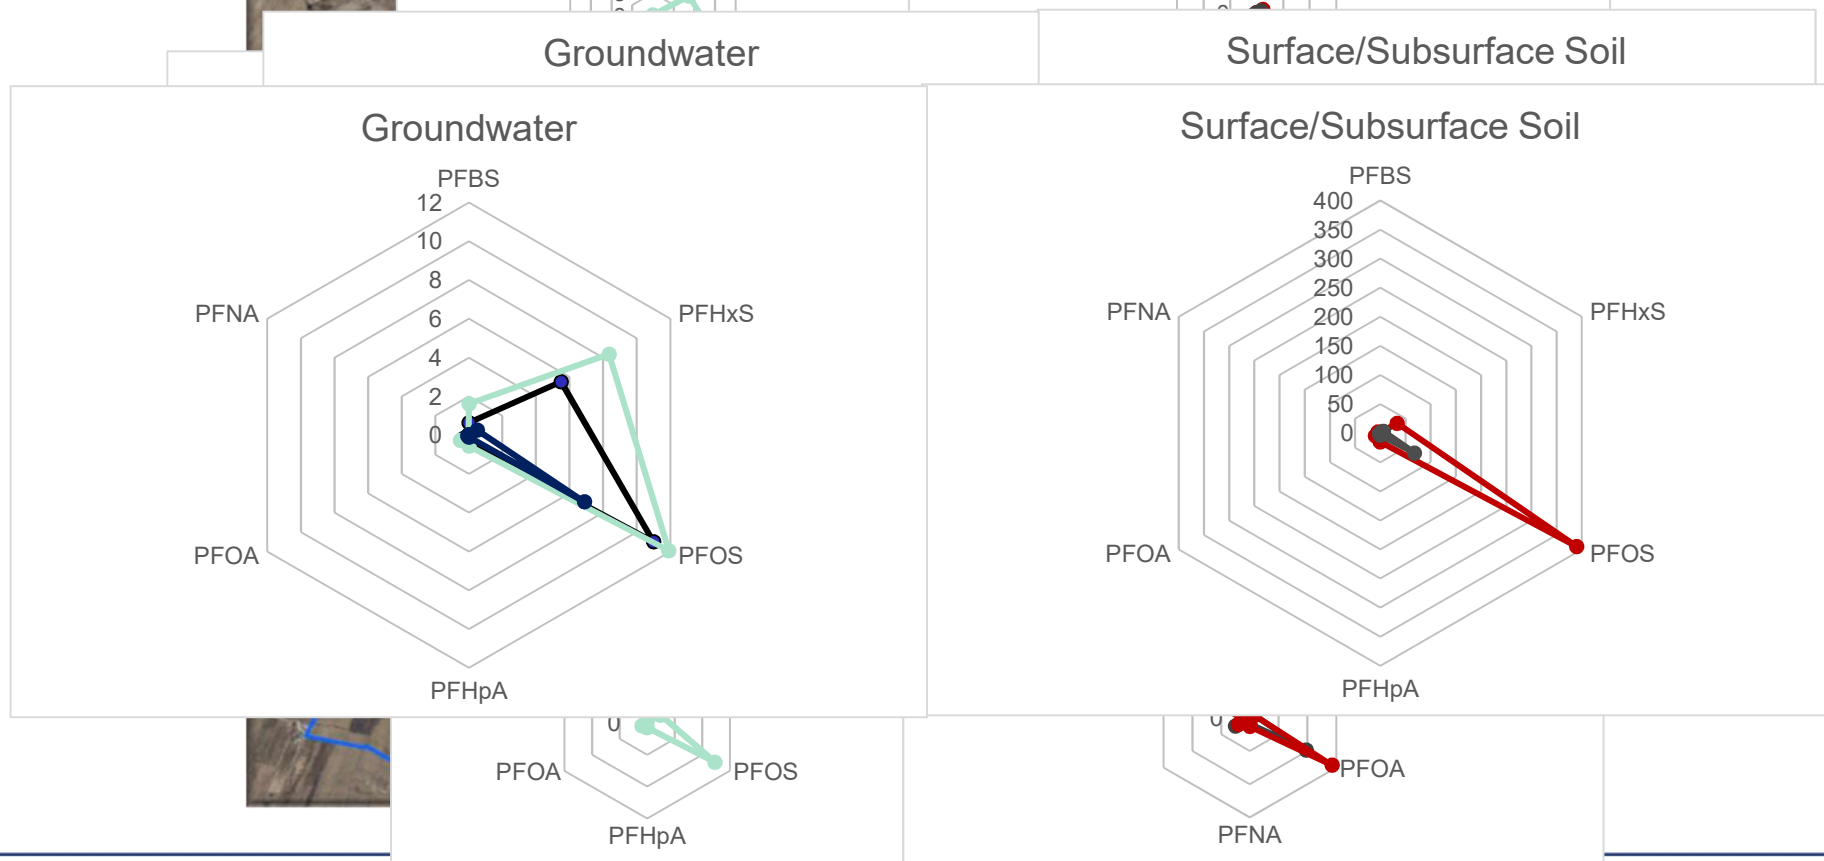 Groundwater
Surface/Subsurface Soil
Groundwater
PFBS
12
10
8
6
4
2
0
PFNA
PFHxS
PFOA
PFOS
PFHpA
Surface/Subsurface Soil
PFBS
400
350
300
250
200
150
100
50
0
PFNA
PFHxS
PFOA
PFOS
PFHpA
0
PFOA
PFOS
PFHpA
0
PFOA
PFNA